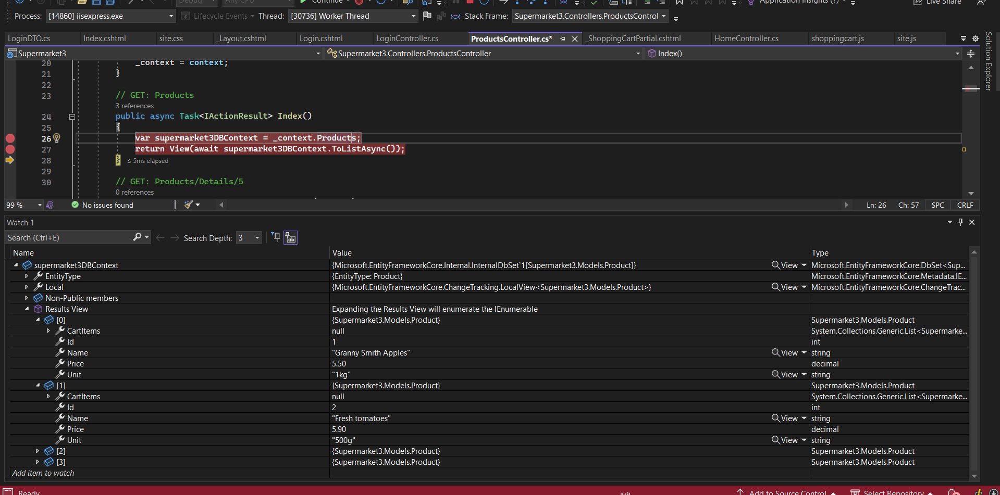 Debug
Any CPU
Continue
Application Insights (?)
Live Share
Process: [14860] iisexpress.exe
Lifecycle Events
Thread: [30736] Worker Thread
Stack Frame: Supermarket3.Controllers.ProductsControl
LoginDTO.cs
Index.cshtml
site.css
_Layout.cshtml
Login.cshtml
LoginController.cs
ProductsController.cs*
_ShoppingCartPartial.cshtml
HomeController.cs
shoppingcart.js
site.js
Solution Explorer
Supermarket3
Supermarket3.Controllers.ProductsController
Index()
20 _context = context;
21 }
22
23 // GET: Products
3 references
24 public async Task<IActionResult> Index()
25 {
26 var supermarket3DBContext = _context.Products;
27 return View(await supermarket3DBContext.ToListAsync());
28 } ≤ 5ms elapsed
29
30 // GET: Products/Details/5
0 references
99 % No issues found Ln: 26 Ch: 57 SPC CRLF
Watch 1
Search (Ctrl+E) Search Depth: 3
Name Value Type
supermarket3DBContext {Microsoft.EntityFrameworkCore.Internal.InternalDbSet`1[Supermarket3.Models.Product]} View Microsoft.EntityFrameworkCore.DbSet<Sup...
EntityType {EntityType: Product} Microsoft.EntityFrameworkCore.Metadata.IE...
Local {Microsoft.EntityFrameworkCore.ChangeTracking.LocalView<Supermarket3.Models.Product>} View Microsoft.EntityFrameworkCore.ChangeTrac...
Non-Public members
Results View Expanding the Results View will enumerate the IEnumerable
[0] {Supermarket3.Models.Product} Supermarket3.Models.Product
CartItems null System.Collections.Generic.List<Supermarke...
Id 1 int
Name "Granny Smith Apples" View string
Price 5.50 decimal
Unit "1kg" View string
[1] {Supermarket3.Models.Product} Supermarket3.Models.Product
CartItems null System.Collections.Generic.List<Supermarke...
Id 2 int
Name "Fresh tomatoes" View string
Price 5.90 decimal
Unit "500g" View string
[2] {Supermarket3.Models.Product} Supermarket3.Models.Product
[3] {Supermarket3.Models.Product} Supermarket3.Models.Product
Add item to watch
Ready Add to Source Control Select Repository